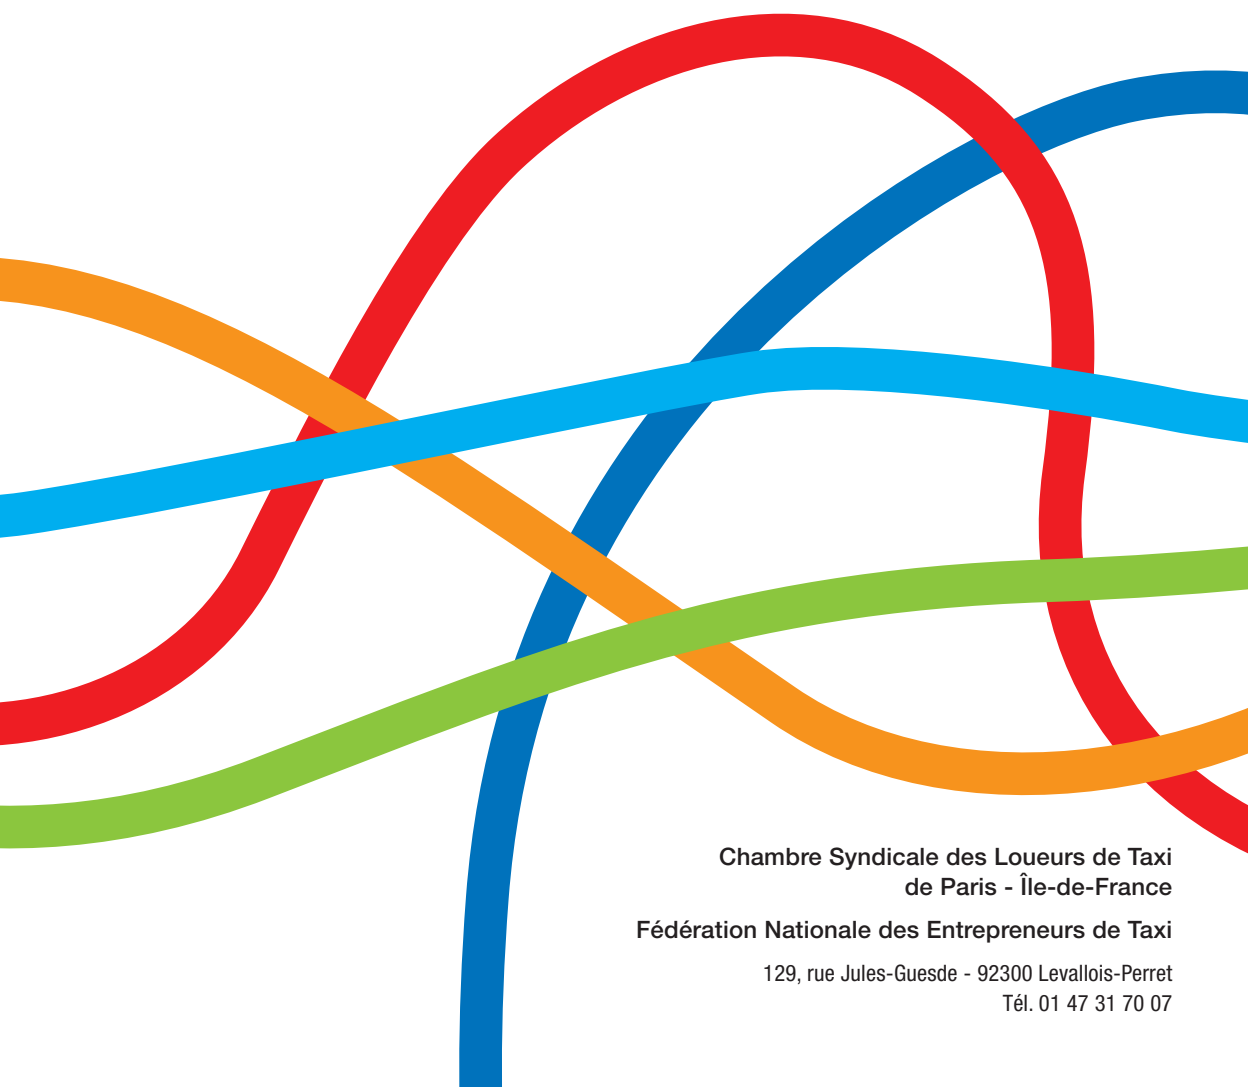 Chambre Syndicale des Loueurs de Taxi
de Paris - Île-de-France
Fédération Nationale des Entrepreneurs de Taxi
129, rue Jules-Guesde - 92300 Levallois-Perret
Tél. 01 47 31 70 07